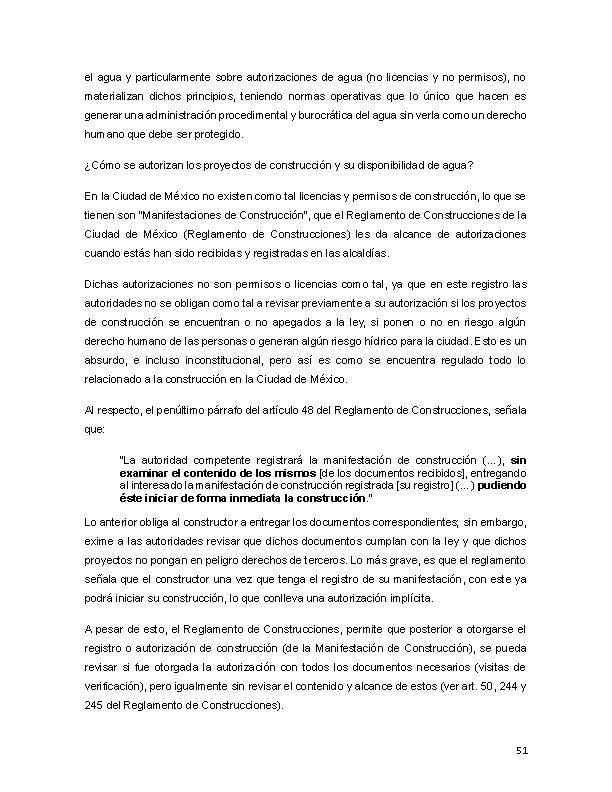 el agua y particularmente sobre autorizaciones de agua (no licencias y no permisos), no
materializan dichos principios, teniendo normas operativas que lo único que hacen es
generar una administración procedimental y burocrática del agua sin verla como un derecho
humano que debe ser protegido.
¿Cómo se autorizan los proyectos de construcción y su disponibilidad de agua?
En la Ciudad de México no existen como tal licencias y permisos de construcción, lo que se
tienen son "Manifestaciones de Construcción", que el Reglamento de Construcciones de la
Ciudad de México (Reglamento de Construcciones) les da alcance de autorizaciones
cuando estás han sido recibidas y registradas en las alcaldías.
Dichas autorizaciones no son permisos o licencias como tal, ya que en este registro las
autoridades no se obligan como tal a revisar previamente a su autorización si los proyectos
de construcción se encuentran o no apegados a la ley, si ponen o no en riesgo algún
derecho humano de las personas o generan algún riesgo hídrico para la ciudad. Esto es un
absurdo, e incluso inconstitucional, pero así es como se encuentra regulado todo lo
relacionado a la construcción en la Ciudad de México.
Al respecto, el penúltimo párrafo del artículo 48 del Reglamento de Construcciones, señala
que:
"La autoridad competente registrará la manifestación de construcción (...), sin
examinar el contenido de los mismos [de los documentos recibidos], entregando
al interesado la manifestación de construcción registrada [su registro] (...) pudiendo
éste iniciar de forma inmediata la construcción."
Lo anterior obliga al constructor a entregar los documentos correspondientes; sin embargo,
exime a las autoridades revisar que dichos documentos cumplan con la ley y que dichos
proyectos no pongan en peligro derechos de terceros. Lo más grave, es que el reglamento
señala que el constructor una vez que tenga el registro de su manifestación, con este ya
podrá iniciar su construcción, lo que conlleva una autorización implícita.
A pesar de esto, el Reglamento de Construcciones, permite que posterior a otorgarse el
registro o autorización de construcción (de la Manifestación de Construcción), se pueda
revisar si fue otorgada la autorización con todos los documentos necesarios (visitas de
verificación), pero igualmente sin revisar el contenido y alcance de estos (ver art. 50, 244 y
245 del Reglamento de Construcciones).
51